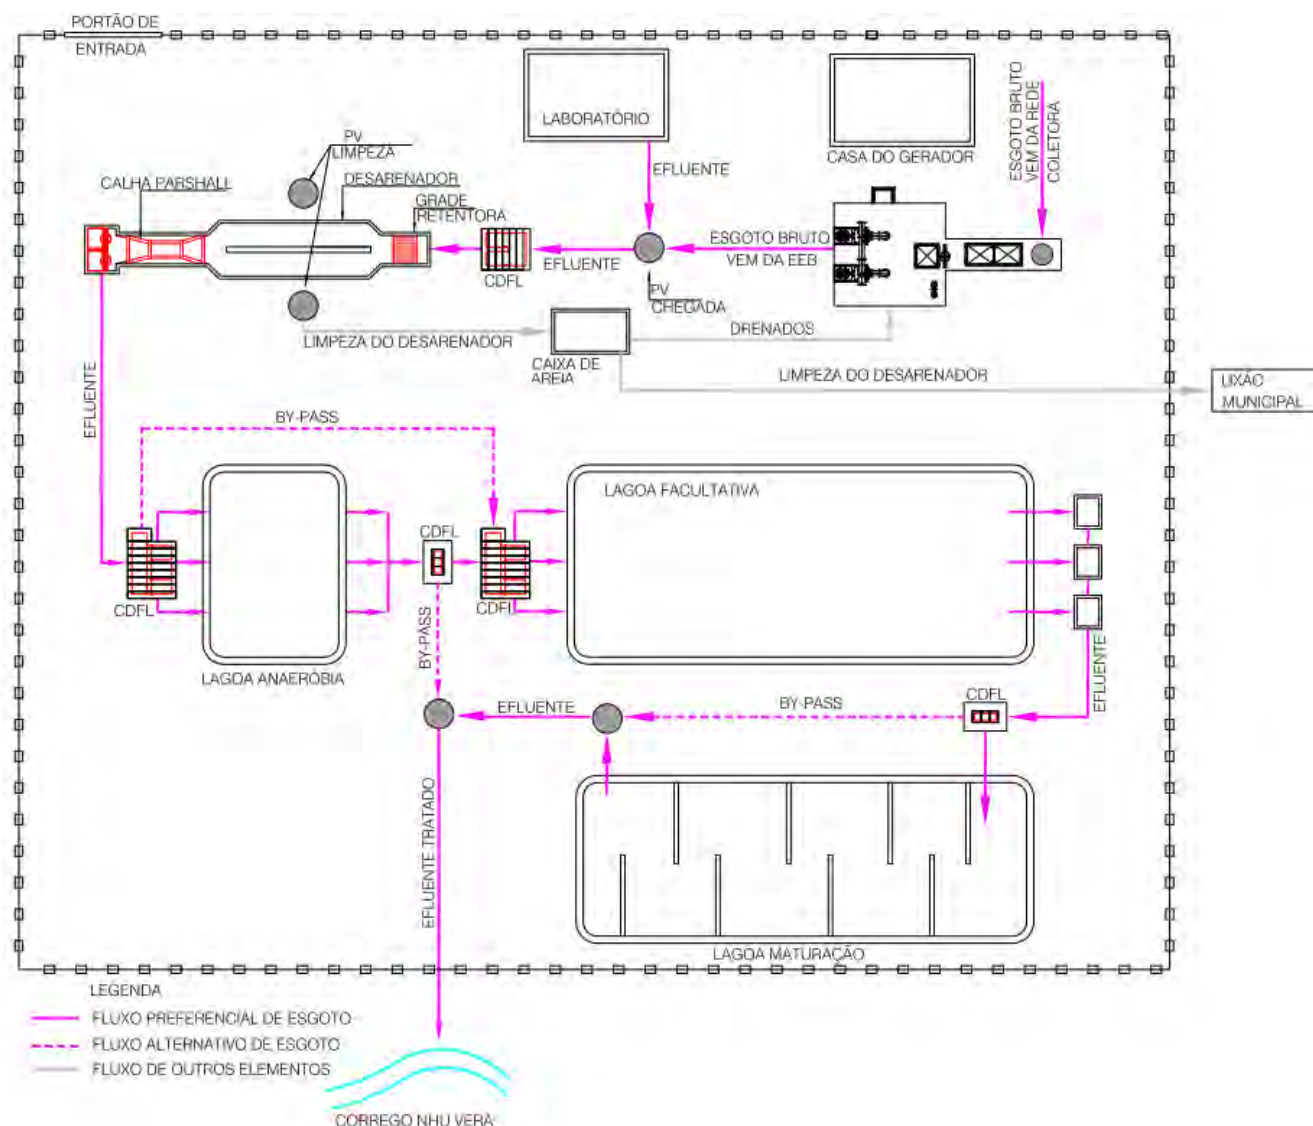 PORTÃO DE
ENTRADA
LABORATÓRIO
CASA DO GERADOR
ESGOTO BRUTO
VEM DA REDE
COLETORA
PV
LIMPEZA
CALHA PARSHALL
DESARENADOR
GRADE
RETENTORA
EFLUENTE
ESGOTO BRUTO
VEM DA EEB
EFLUENTE
CDFL
PV
CHEGADA
LIMPEZA DO DESARENADOR
CAIXA DE
AREIA
DRENADOS
LIMPEZA DO DESARENADOR
LIXÃO
MUNICIPAL
EFLUENTE
BY-PASS
LAGOA FACULTATIVA
CDFL
CDFL
CDFL
LAGOA ANAERÓBIA
BY-PASS
EFLUENTE
CDFL
BY-PASS
EFLUENTE
EFLUENTE TRATADO
LAGOA MATURAÇÃO
LEGENDA
FLUXO PREFERENCIAL DE ESGOTO
FLUXO ALTERNATIVO DE ESGOTO
FLUXO DE OUTROS ELEMENTOS
CORREGO NHU VERÁ